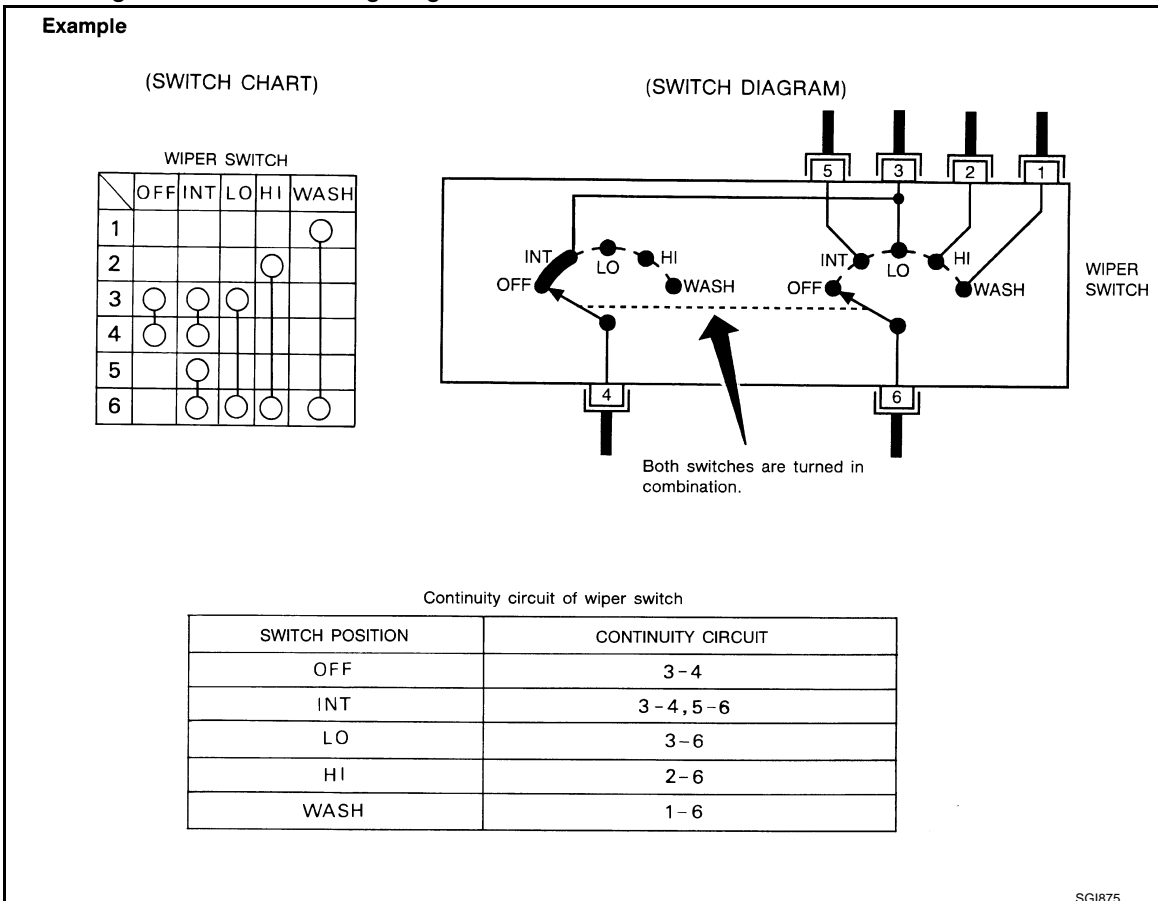 Example
(SWITCH CHART)
WIPER SWITCH
OFF INT LO HI WASH
1
2
3
4
5
6
(SWITCH DIAGRAM)
5 3 2 1
INT LO HI
OFF WASH
INT LO HI
OFF WASH
WIPER
SWITCH
4 6
Both switches are turned in
combination.
Continuity circuit of wiper switch
SWITCH POSITION CONTINUITY CIRCUIT
OFF 3-4
INT 3-4,5-6
LO 3-6
HI 2-6
WASH 1-6
SGI875